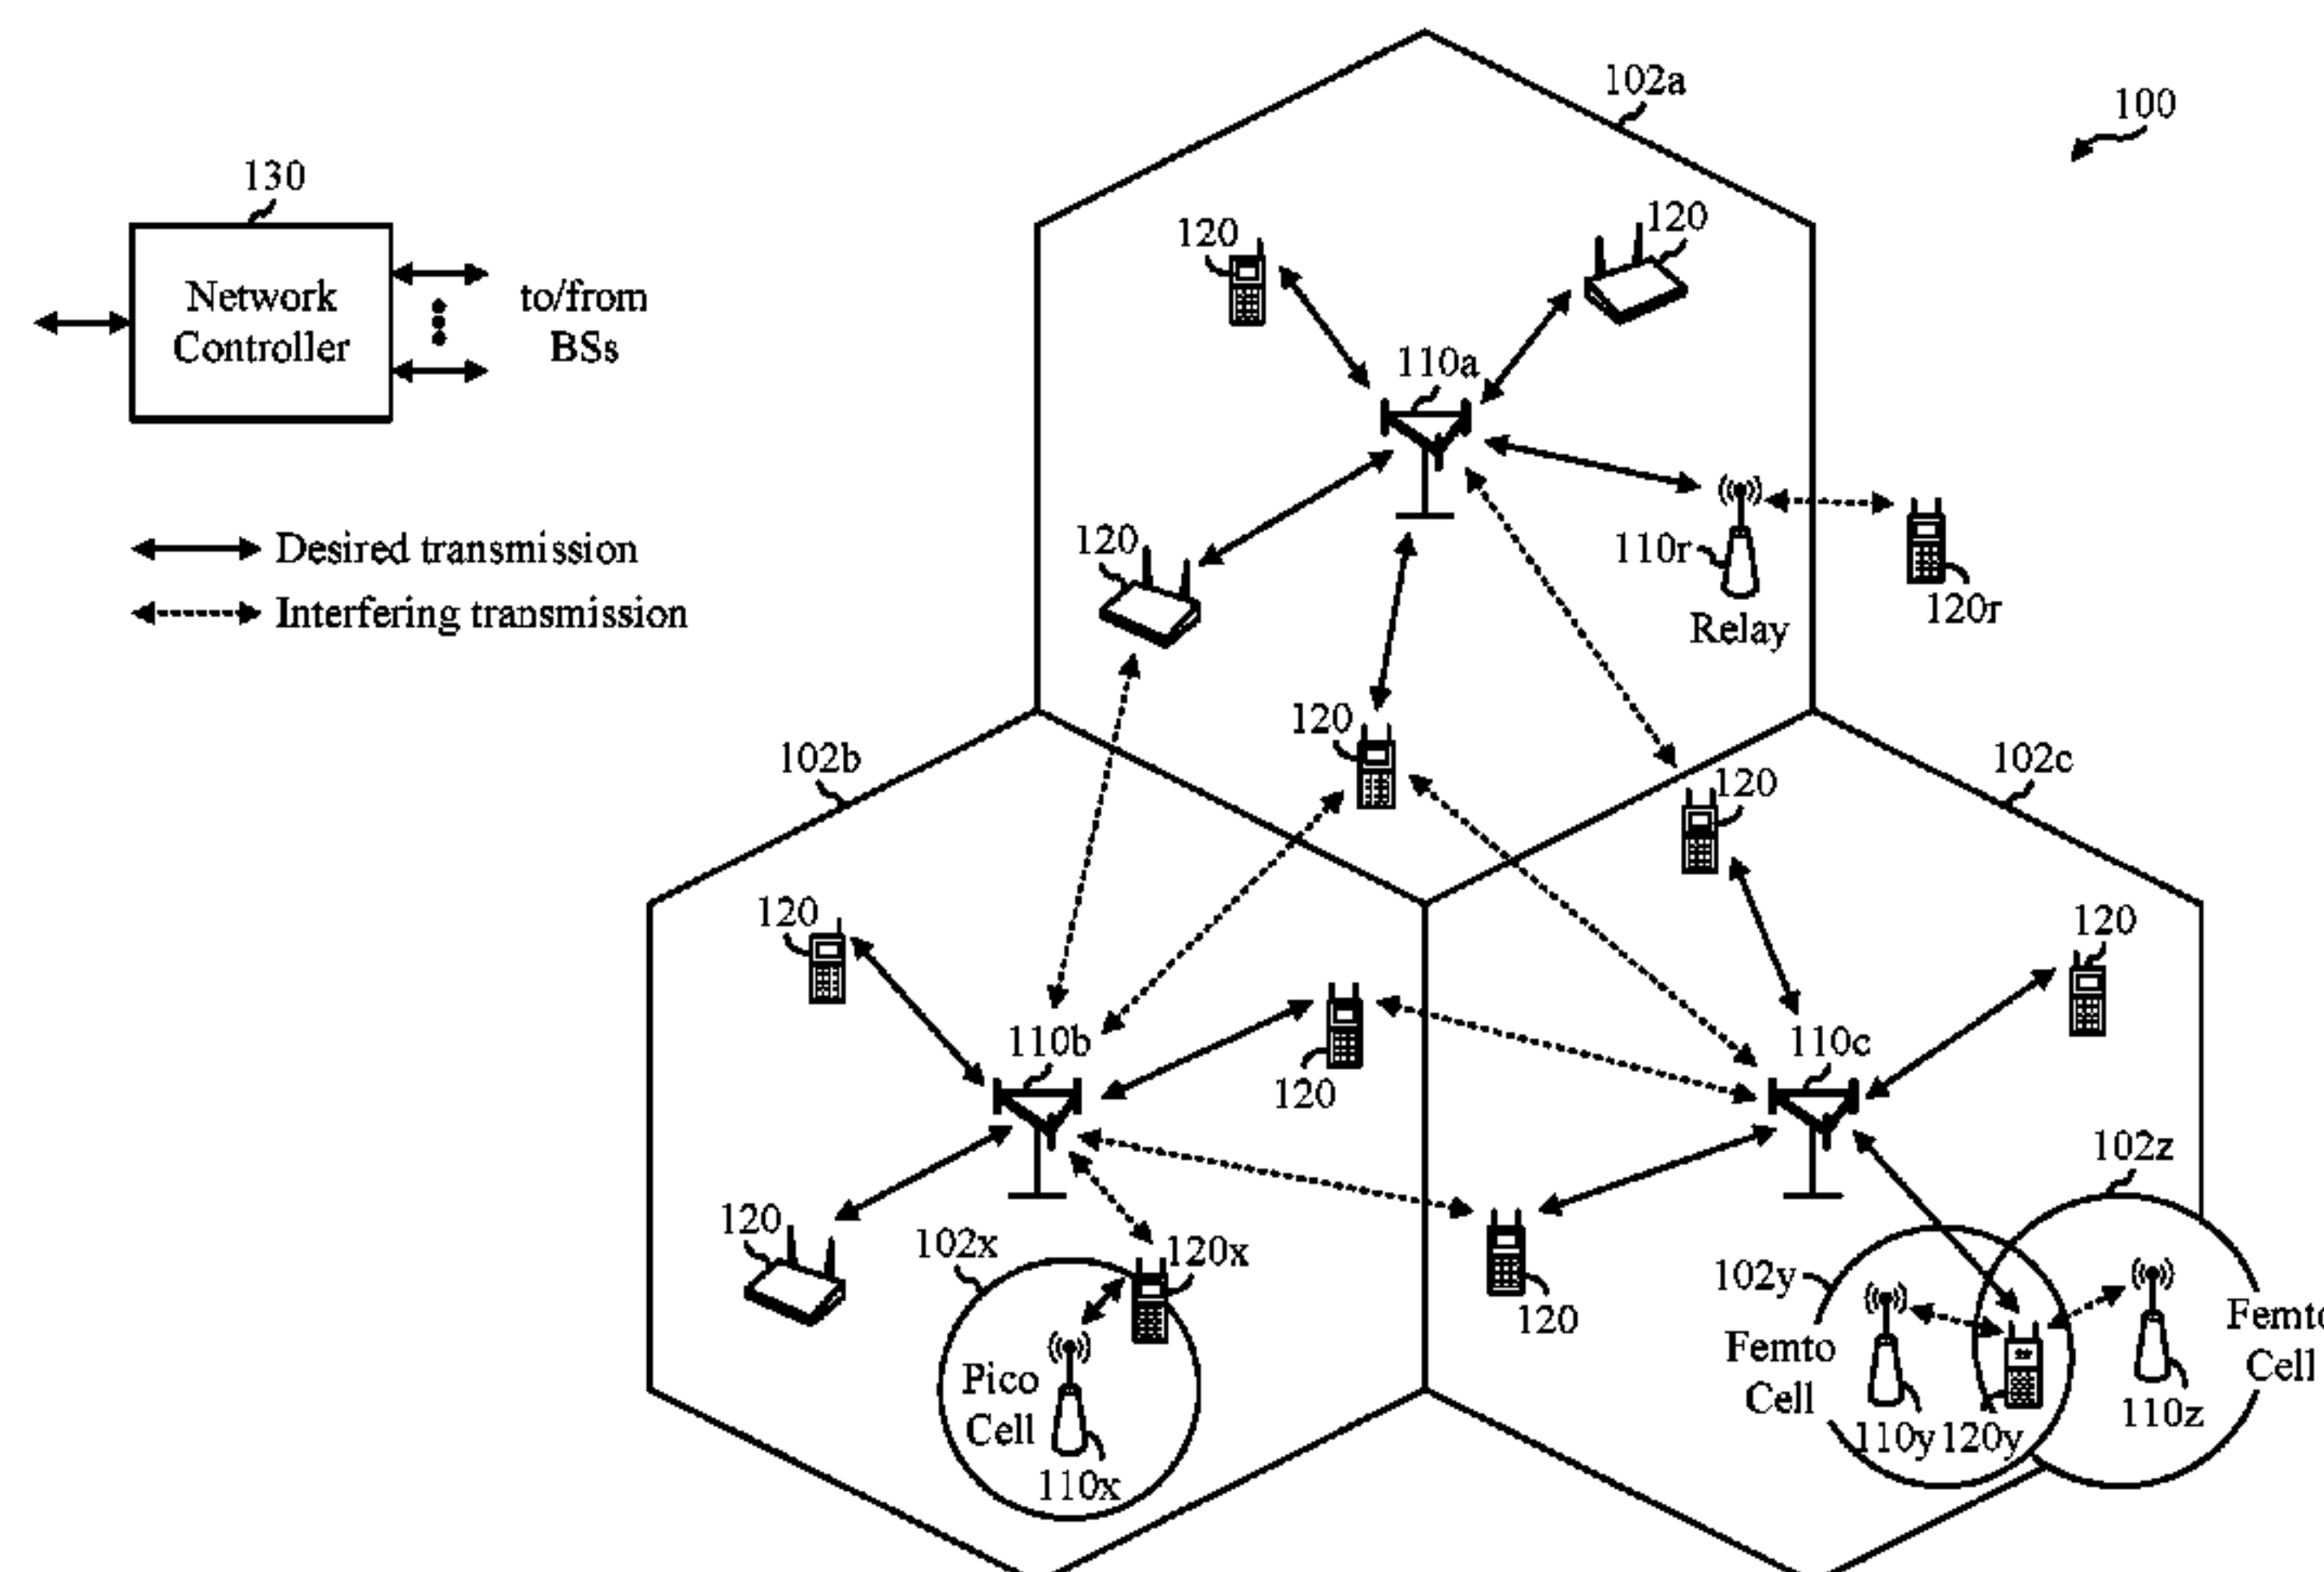 102a
100
130
120
120
Network
Controller
to/from
BSs
110a
Desired transmission
Interfering transmission
120
110r
Relay
120r
120
102b
102c
120
120
120
110b
120
110c
102z
120
102x
120x
120
102y
Femto
Cell
110y
120y
110z
Cell
Pico
Cell
110x